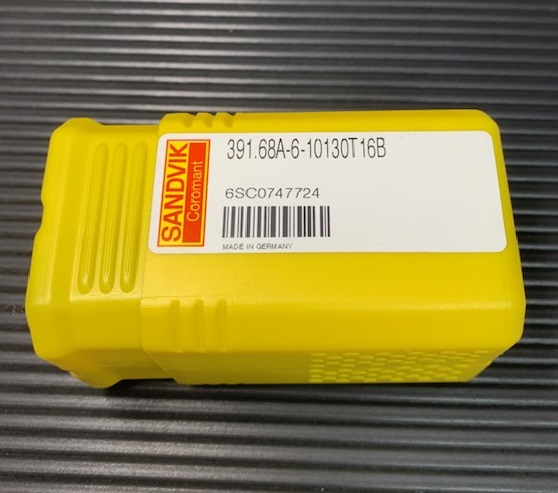 SANDVIK
Coromant
391.68A-6-10130T16B
6SC0747724
MADE IN GERMANY